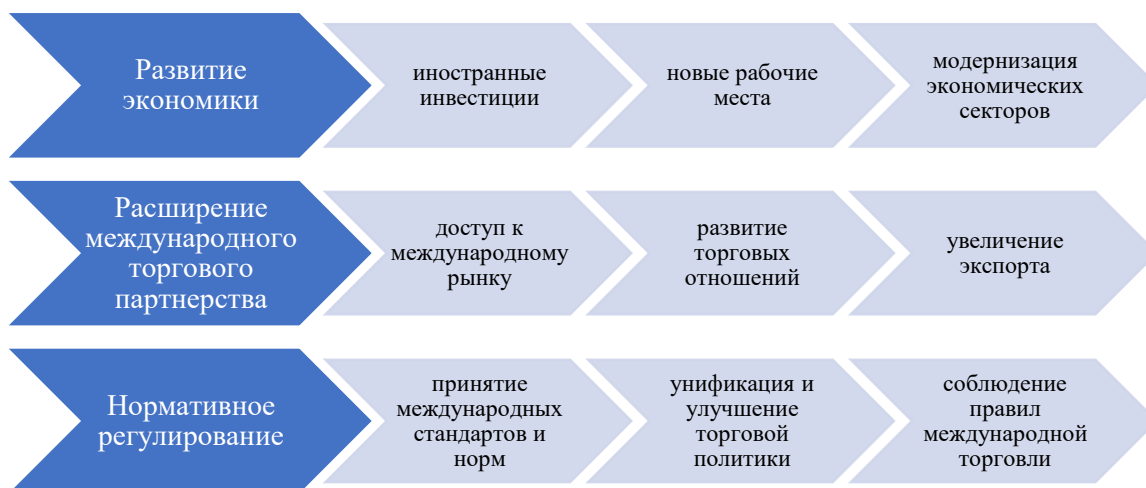 Развитие
экономики
иностранные
инвестиции
новые рабочие
места
модернизация
экономических
секторов
Расширение
международного
торгового
партнерства
доступ к
международному
рынку
развитие
торговых
отношений
увеличение
экспорта
Нормативное
регулирование
принятие
международных
стандартов и
норм
унификация и
улучшение
торговой
политики
соблюдение
правил
международной
торговли